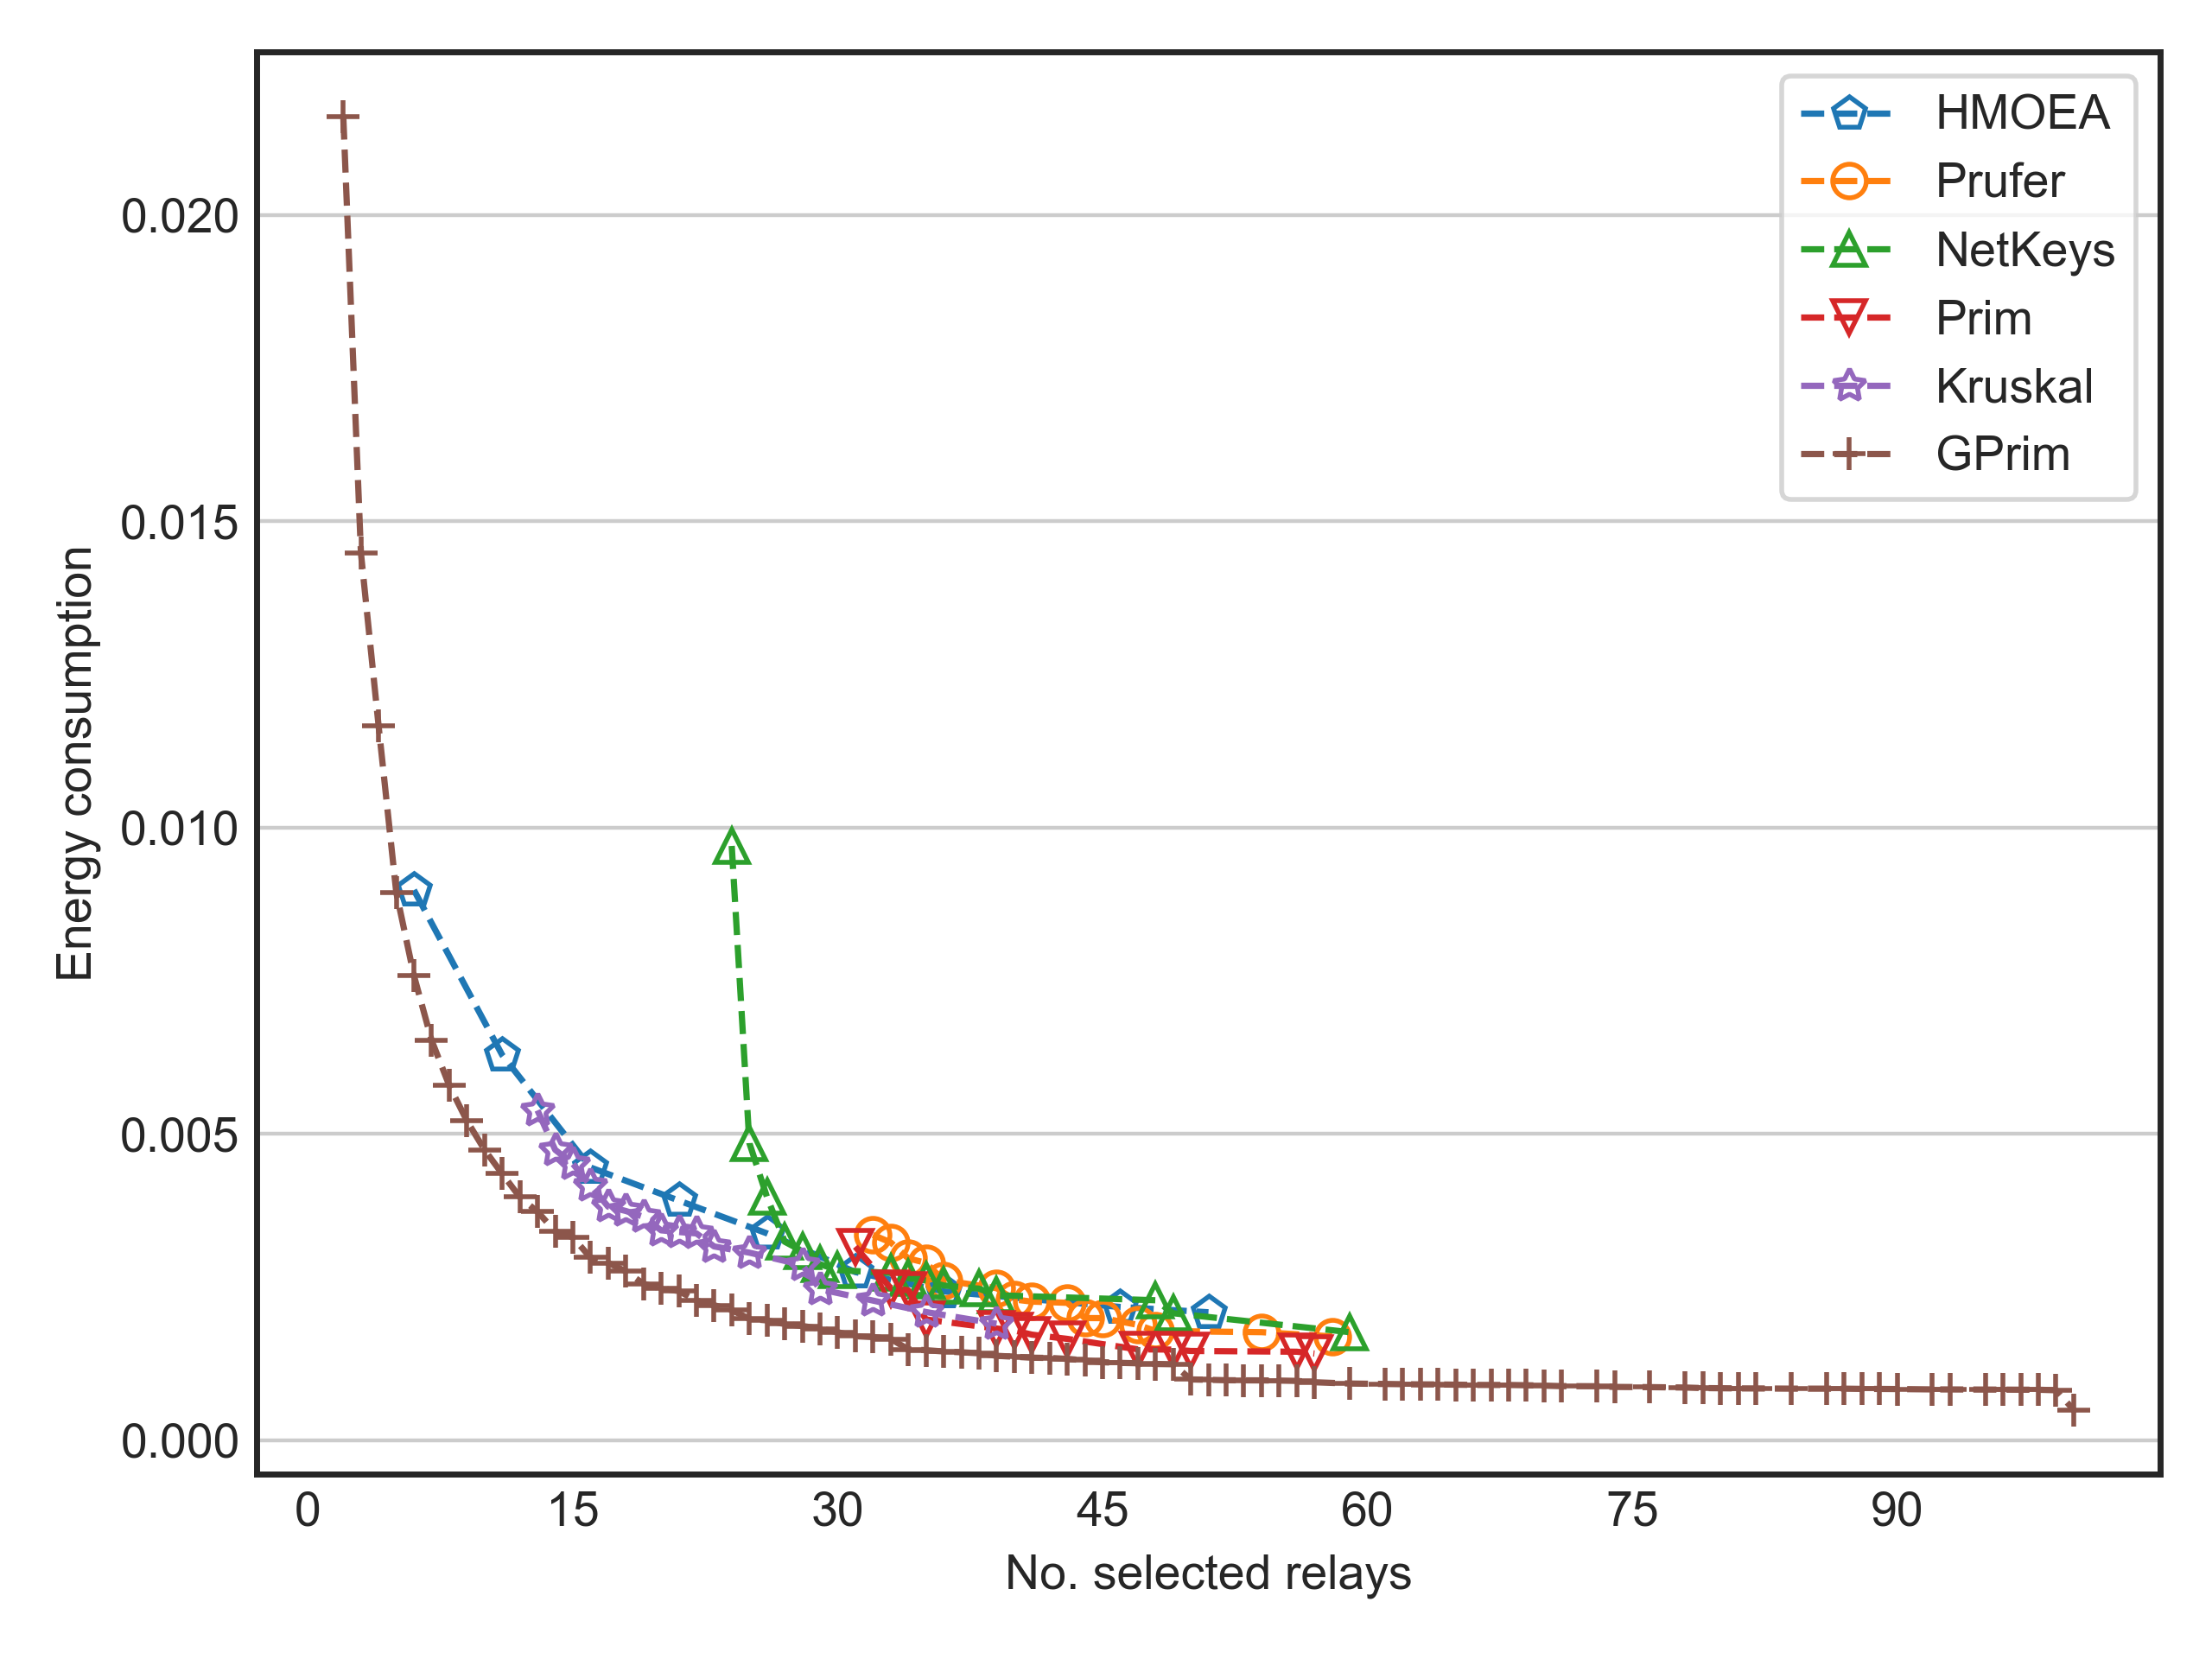 HMOEA
Prufer
NetKeys
Prim
Kruskal
GPrim
0.020
0.015
0.010
0.005
0.000
Energy consumption
0 15 30 45 60 75 90
No. selected relays